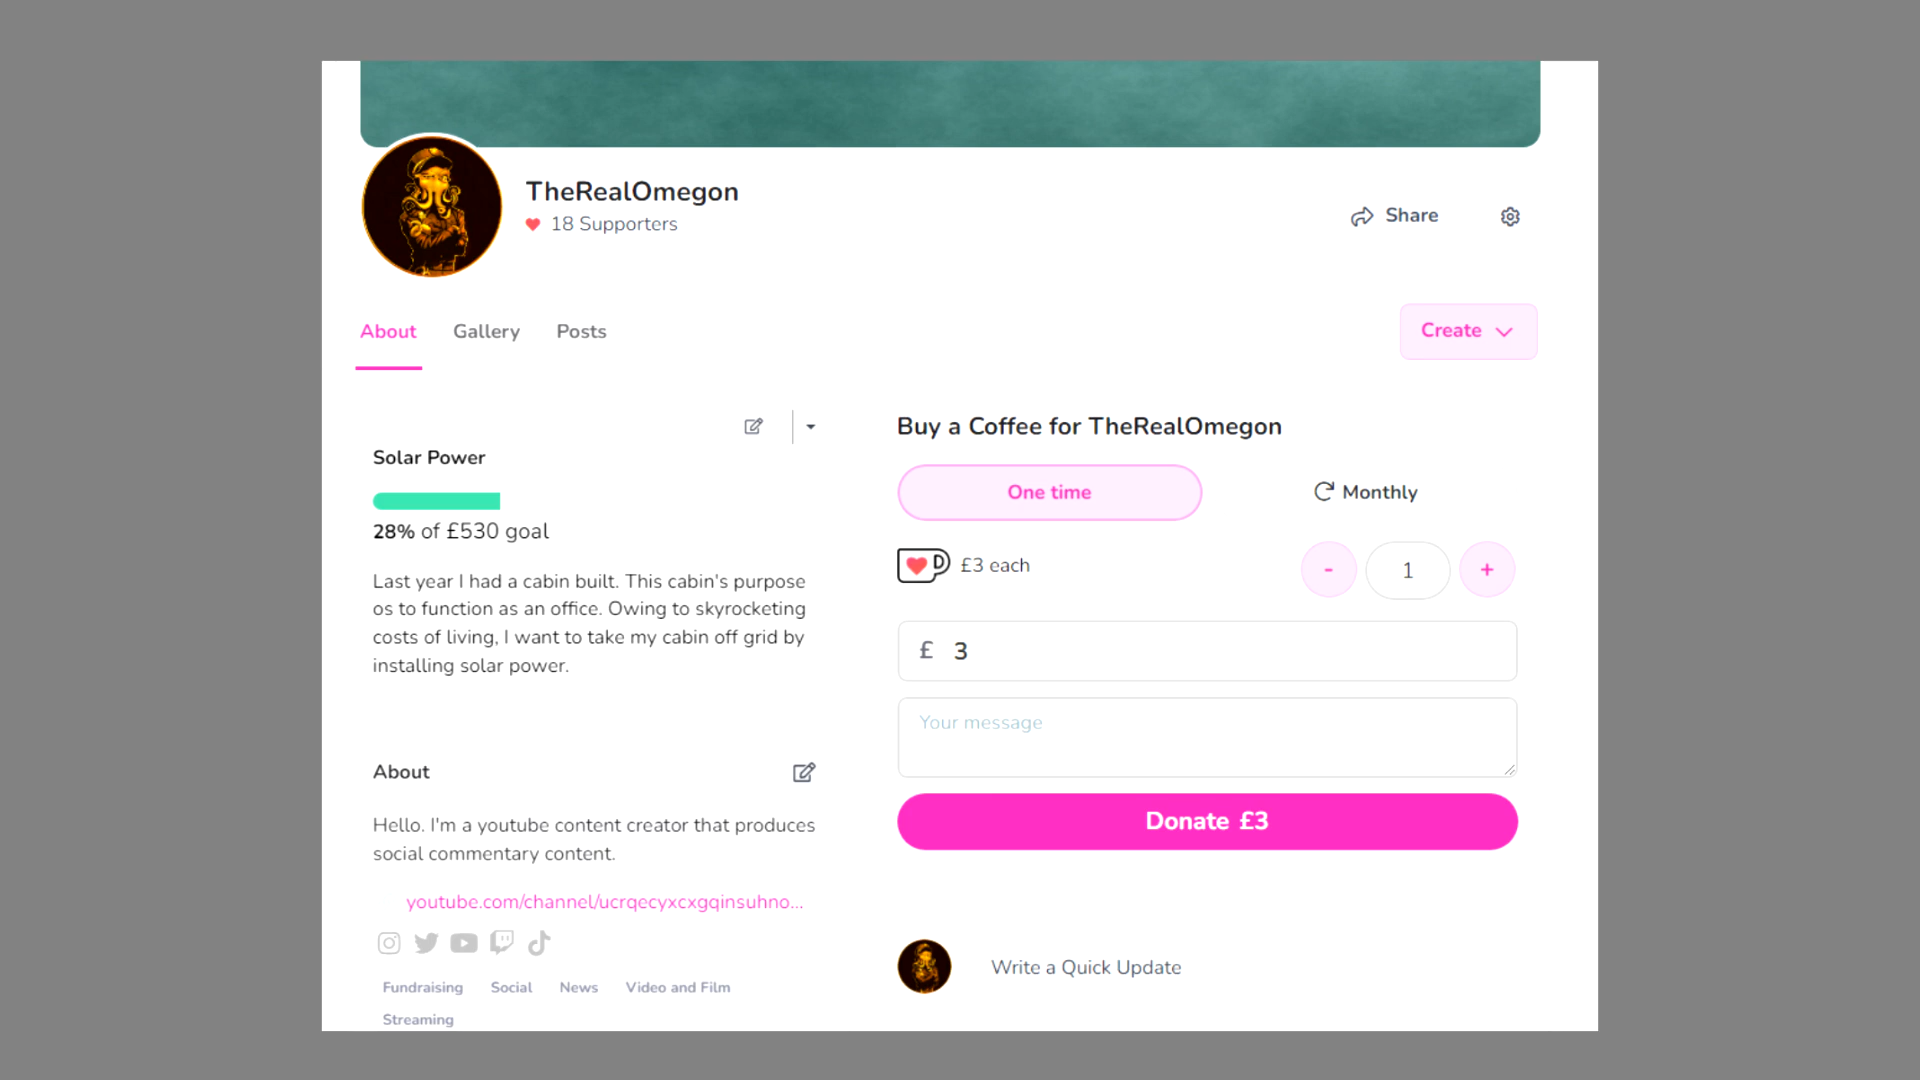 TheRealOmegon
18 Supporters
Share
About
Gallery
Posts
Create
Solar Power
28% of £530 goal
Last year I had a cabin built. This cabin's purpose
os to function as an office. Owing to skyrocketing
costs of living, I want to take my cabin off grid by
installing solar power.
About
Hello. I'm a youtube content creator that produces
social commentary content.
youtube.com/channel/ucrqecyxcxgqinsuhno...
Fundraising
Social
News
Video and Film
Streaming
Buy a Coffee for TheRealOmegon
One time
Monthly
£3 each
-
1
+
£ 3
Your message
Donate £3
Write a Quick Update